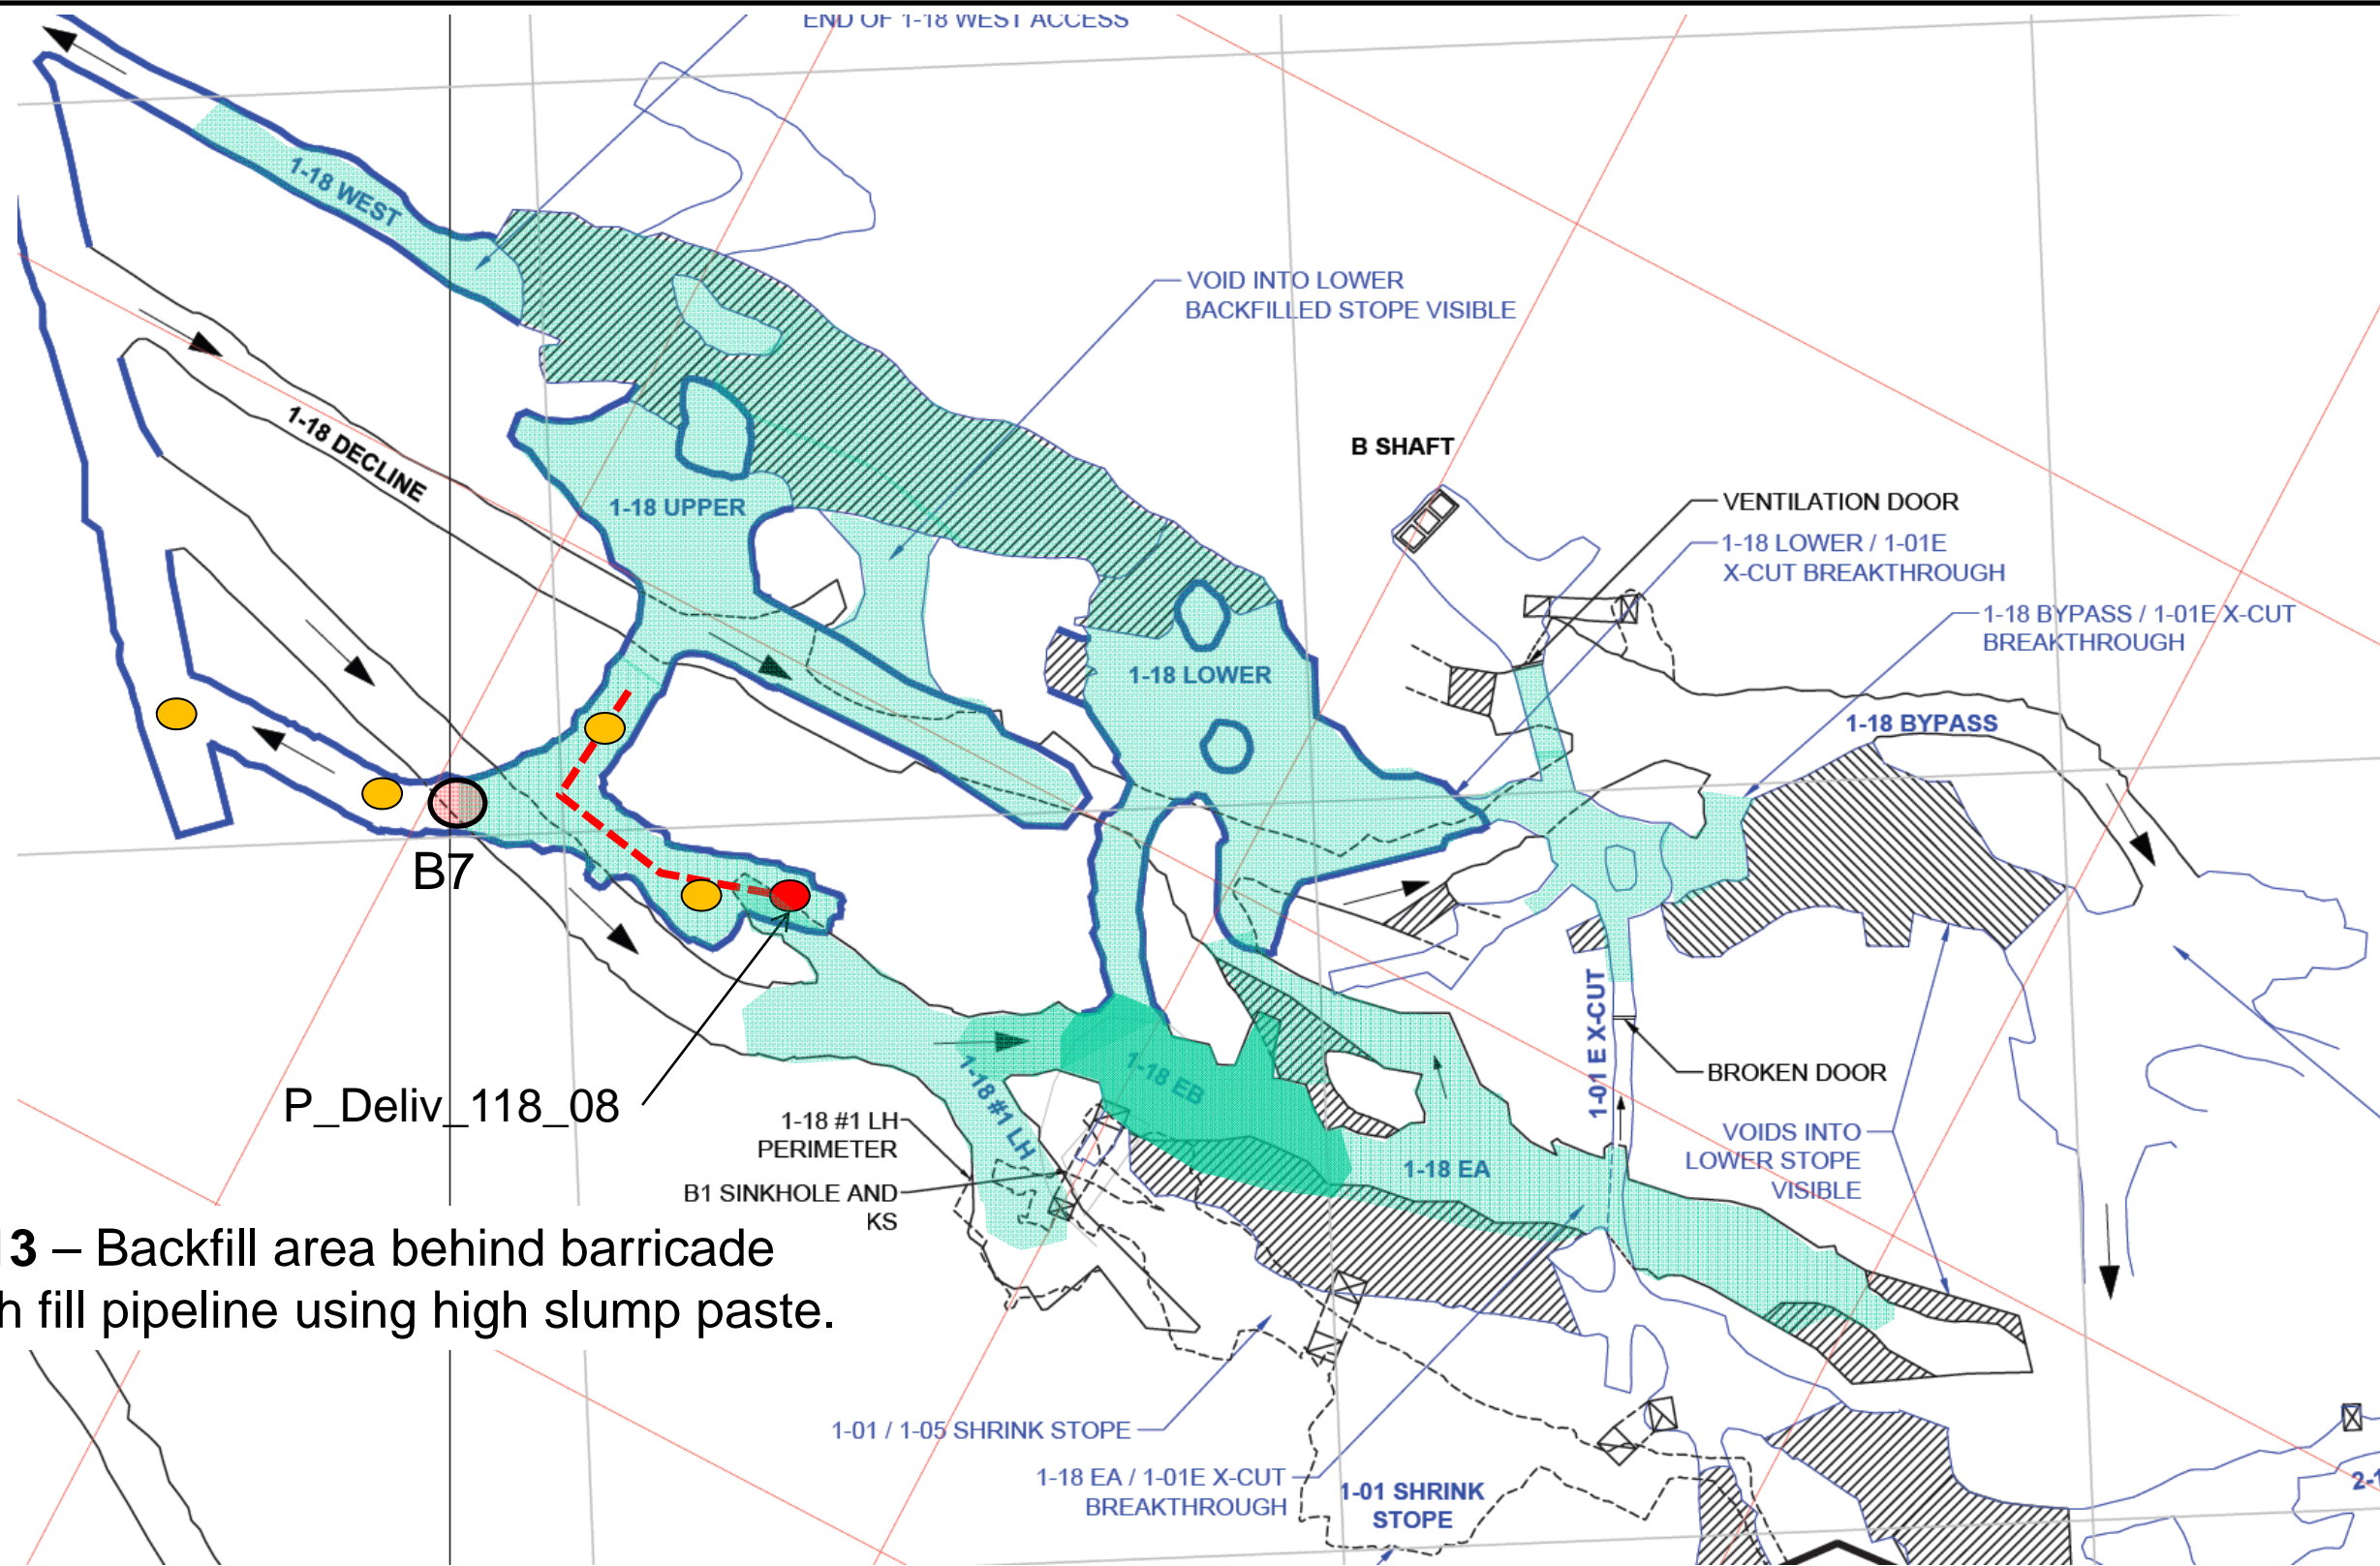 END OF 1-18 WEST ACCESS
1-18 WEST
VOID INTO LOWER
BACKFILLED STOPE VISIBLE
1-18 DECLINE
1-18 UPPER
B SHAFT
VENTILATION DOOR
1-18 LOWER / 1-01E
X-CUT BREAKTHROUGH
1-18 BYPASS / 1-01E X-CUT
BREAKTHROUGH
1-18 LOWER
1-18 BYPASS
B7
P_Deliv_118_08
1-18 #1 LH
PERIMETER
B1 SINKHOLE AND
KS
1-18 #1 LH
1-18 EB
1-18 EA
1-01 E X-CUT
BROKEN DOOR
VOIDS INTO
LOWER STOPE
VISIBLE
13 – Backfill area behind barricade
h fill pipeline using high slump paste.
1-01 / 1-05 SHRINK STOPE
1-18 EA / 1-01E X-CUT
BREAKTHROUGH
1-01 SHRINK
STOPE